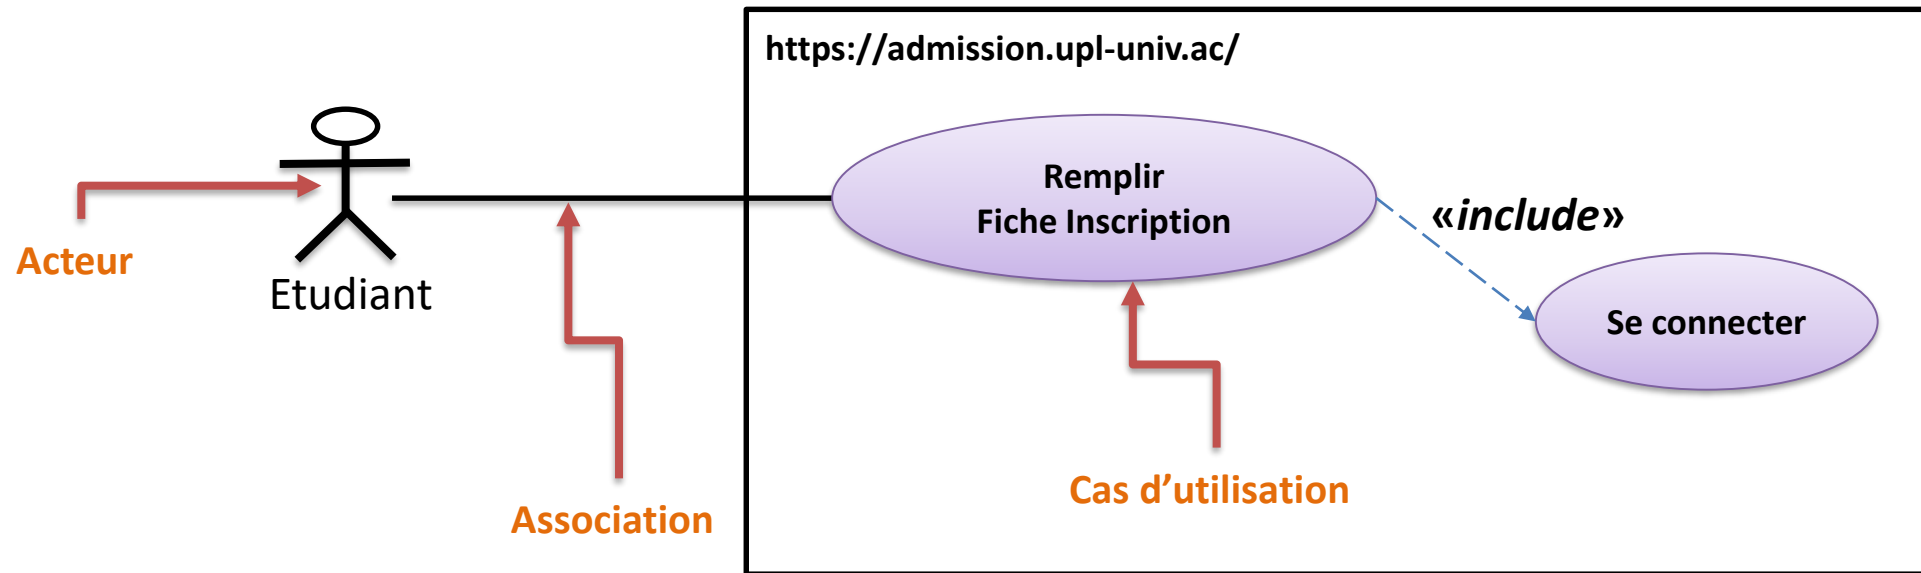 https://admission.upl-univ.ac/
Remplir
Fiche Inscription
«include»
Acteur
Etudiant
Se connecter
Cas d’utilisation
Association